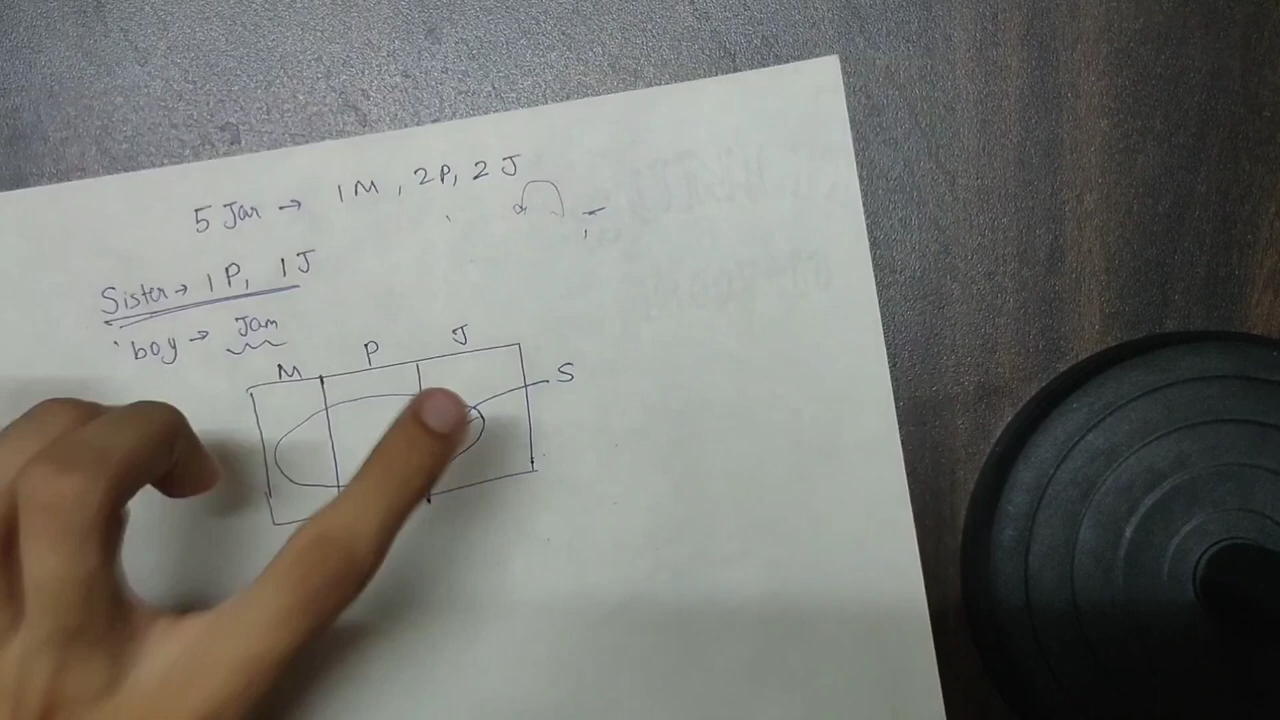 5 Jar → 1M, 2P, 2J
Sister → 1P, 1J
boy → Jam
M P J
S